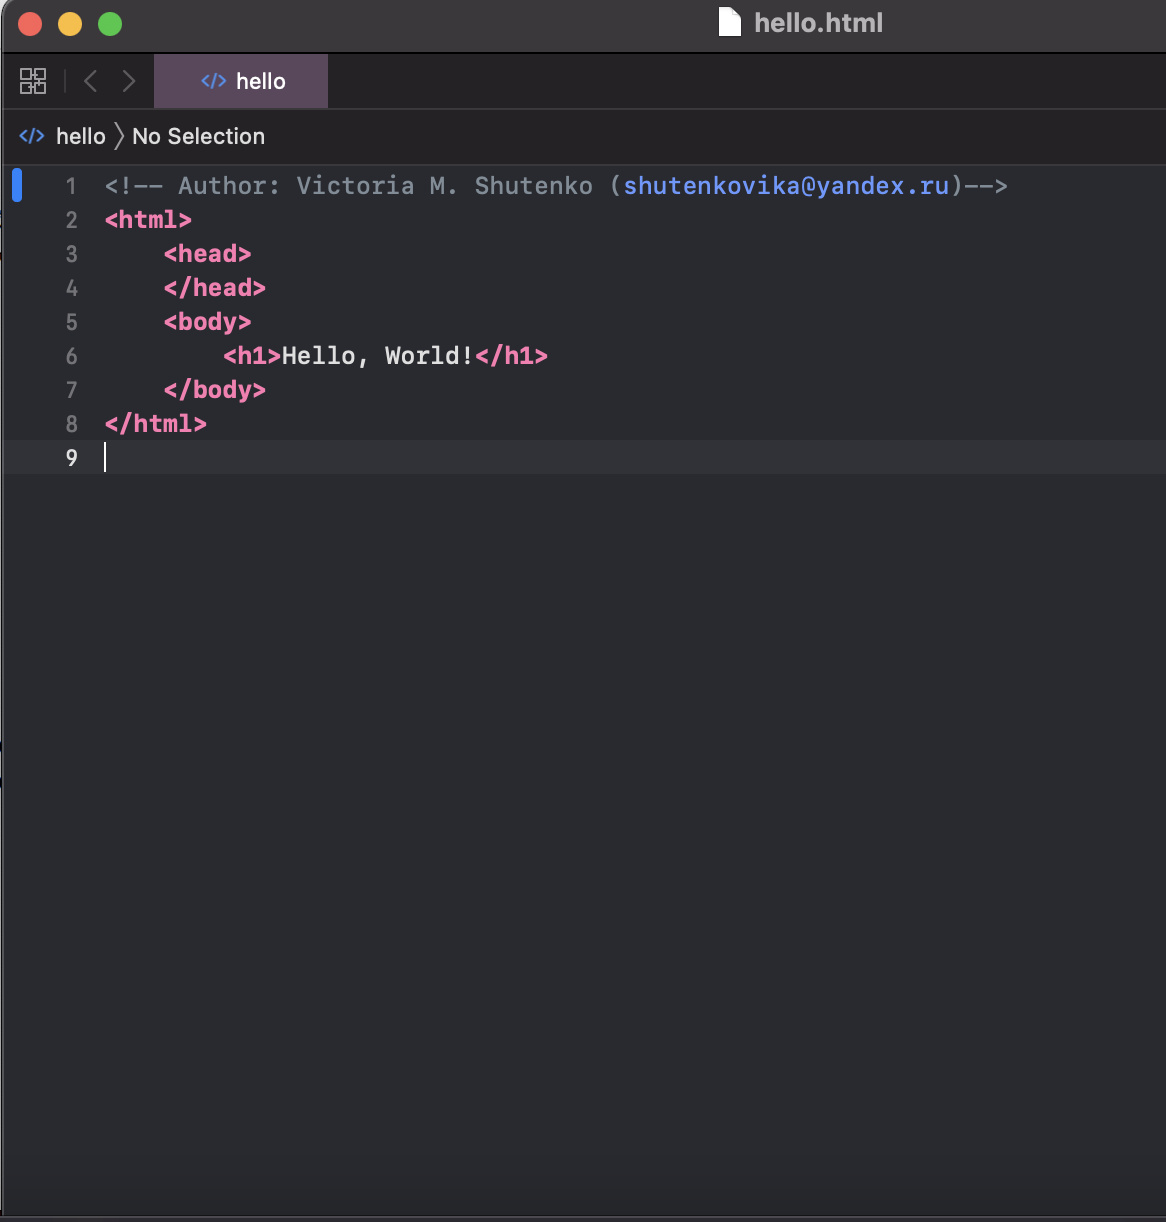 hello.html
</> hello
</> hello 〉 No Selection
1 <!-- Author: Victoria M. Shutenko (shutenkovika@yandex.ru)-->
2 <html>
3     <head>
4     </head>
5     <body>
6         <h1>Hello, World!</h1>
7     </body>
8 </html>
9